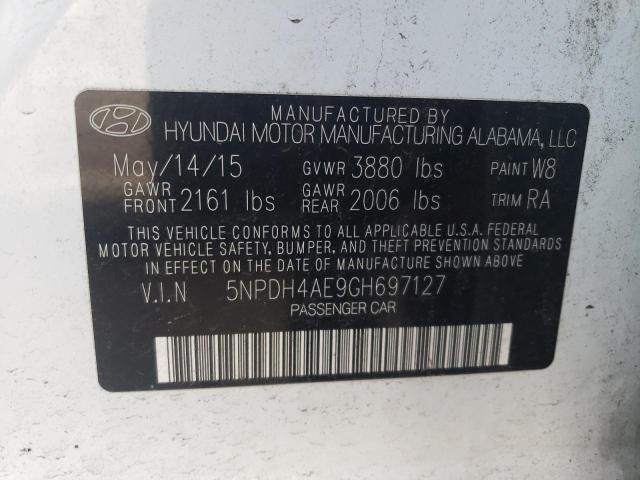 MANUFACTURED BY
HYUNDAI MOTOR MANUFACTURING ALABAMA, LLC
May/14/15 GVWR 3880 lbs PAINT W8
GAWR FRONT 2161 lbs GAWR REAR 2006 lbs TRIM RA
THIS VEHICLE CONFORMS TO ALL APPLICABLE U.S.A. FEDERAL
MOTOR VEHICLE SAFETY, BUMPER, AND THEFT PREVENTION STANDARDS
IN EFFECT ON THE DATE OF MANUFACTURE SHOWN ABOVE.
V.I.N 5NPDH4AE9GH697127
PASSENGER CAR